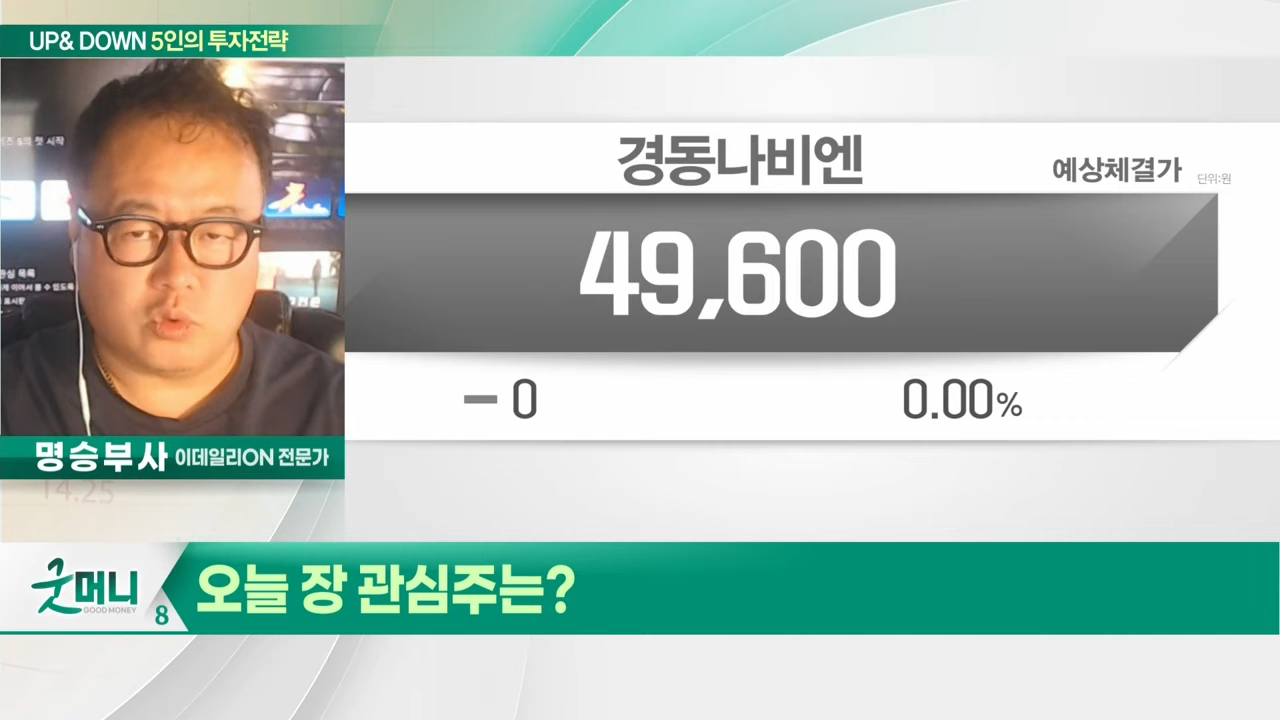 UP& DOWN 5인의 투자전략
경동나비엔
예상체결가
단위:원
49,600
0
0.00%
명승부사 이데일리ON 전문가
14.25
굿머니
GOOD MONEY
8
오늘 장 관심주는?